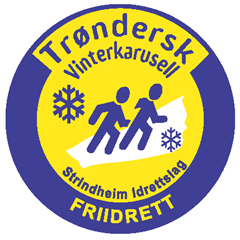 Trøndersk
Vinterkarusell
Strindheim Idrettslag
FRIIDRETT